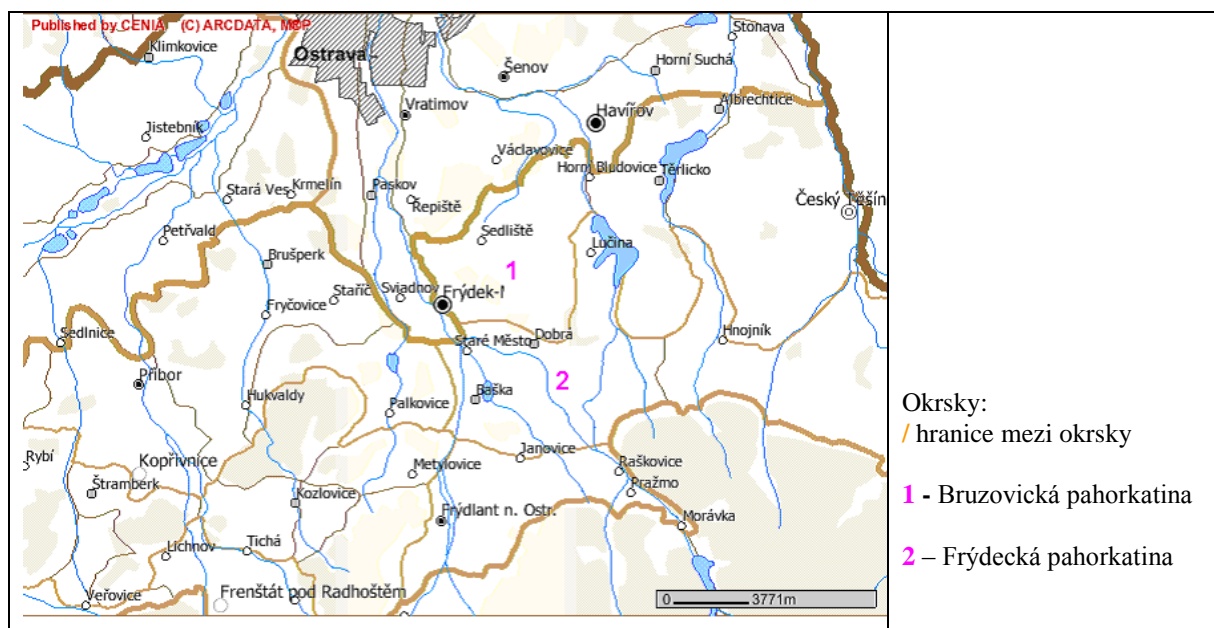 Published by CENIA (C) ARCDATA, MŽP
Klimkovice
Ostrava
Stonava
Šenov
Horní Suchá
Vratimov
Havířov
Albrechtice
Jistebník
Václavovice
Horní Bludovice
Těrlicko
Stará Ves
Krmelín
Paskov
Řepiště
Český Těšín
Petřvald
Sedliště
Lučina
Brušperk
1
Staříč
Sviadnov
Frýdek-M
Fryčovice
Sedlnice
Staré Město
Dobrá
Hnojník
Příbor
2
Hukvaldy
Palkovice
Baška
Rybí
Kopřivnice
Metylovice
Janovice
Raškovice
Štramberk
Kozlovice
Pražmo
Frýdlant n. Ostr.
Morávka
Lichnov
Tichá
Veřovice
Frenštát pod Radhoštěm
0 3771m
Okrsky:
/ hranice mezi okrsky
1 - Bruzovická pahorkatina
2 – Frýdecká pahorkatina